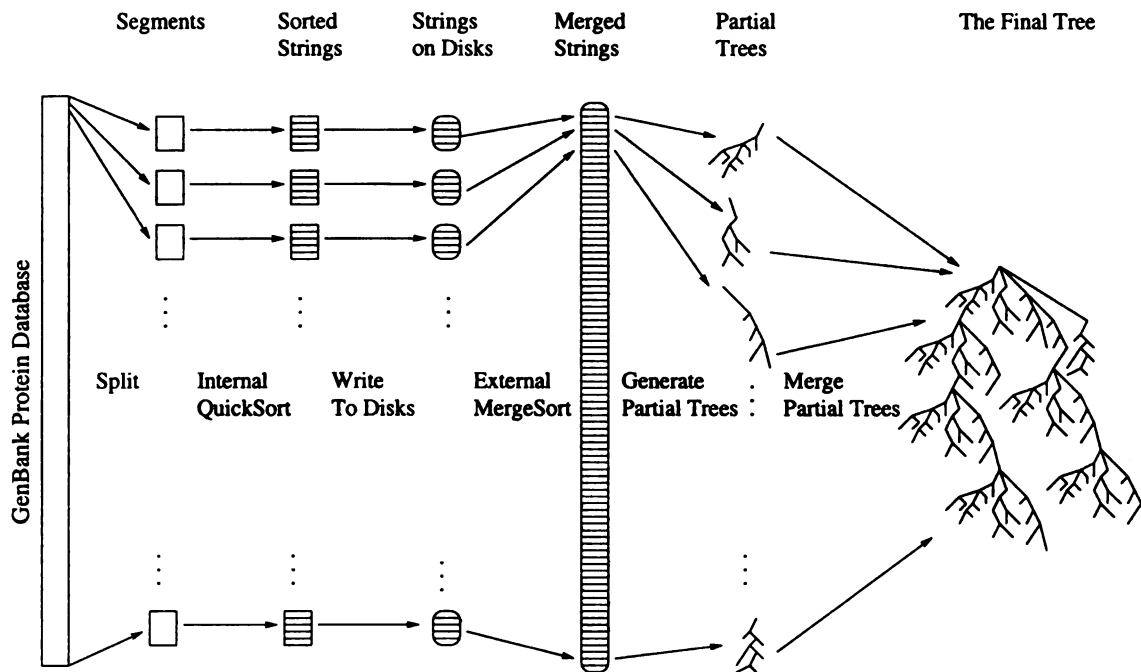 Segments
Sorted
Strings
Strings
on Disks
Merged
Strings
Partial
Trees
The Final Tree
GenBank Protein Database
Split
Internal
QuickSort
Write
To Disks
External
MergeSort
Generate
Partial Trees
Merge
Partial Trees